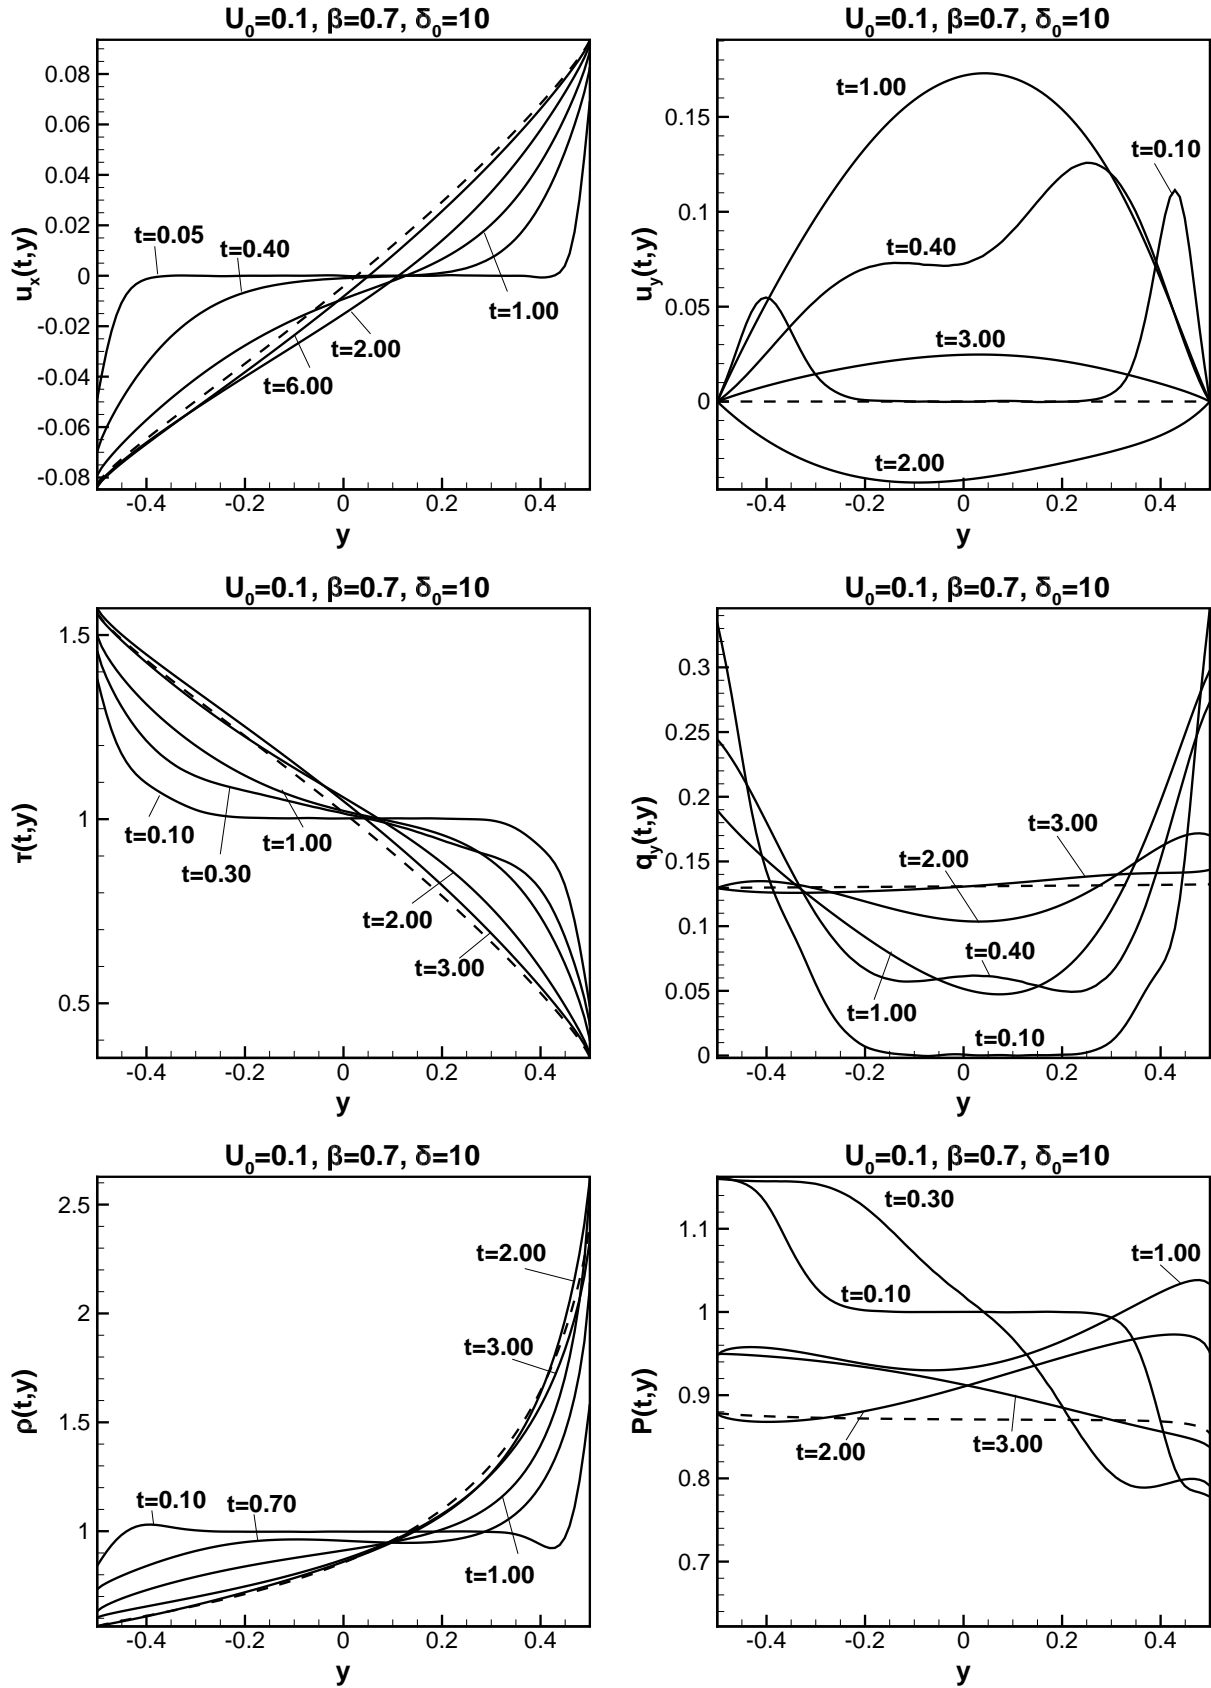 U0=0.1, β=0.7, δ0=10
ux(t,y)
0.08
0.06
0.04
0.02
0
-0.02
-0.04
-0.06
-0.08
t=0.05
t=0.40
t=1.00
t=2.00
t=6.00
-0.4 -0.2 0 0.2 0.4
y
U0=0.1, β=0.7, δ0=10
uy(t,y)
0.15
0.1
0.05
0
t=1.00
t=0.10
t=0.40
t=3.00
t=2.00
-0.4 -0.2 0 0.2 0.4
y
U0=0.1, β=0.7, δ0=10
τ(t,y)
1.5
1
0.5
t=0.10
t=1.00
t=0.30
t=2.00
t=3.00
-0.4 -0.2 0 0.2 0.4
y
U0=0.1, β=0.7, δ0=10
qy(t,y)
0.3
0.25
0.2
0.15
0.1
0.05
0
t=3.00
t=2.00
t=0.40
t=1.00
t=0.10
-0.4 -0.2 0 0.2 0.4
y
U0=0.1, β=0.7, δ=10
ρ(t,y)
2.5
2
1.5
1
t=2.00
t=3.00
t=0.10
t=0.70
t=1.00
-0.4 -0.2 0 0.2 0.4
y
U0=0.1, β=0.7, δ0=10
P(t,y)
1.1
1
0.9
0.8
0.7
t=0.30
t=1.00
t=0.10
t=2.00
t=3.00
-0.4 -0.2 0 0.2 0.4
y